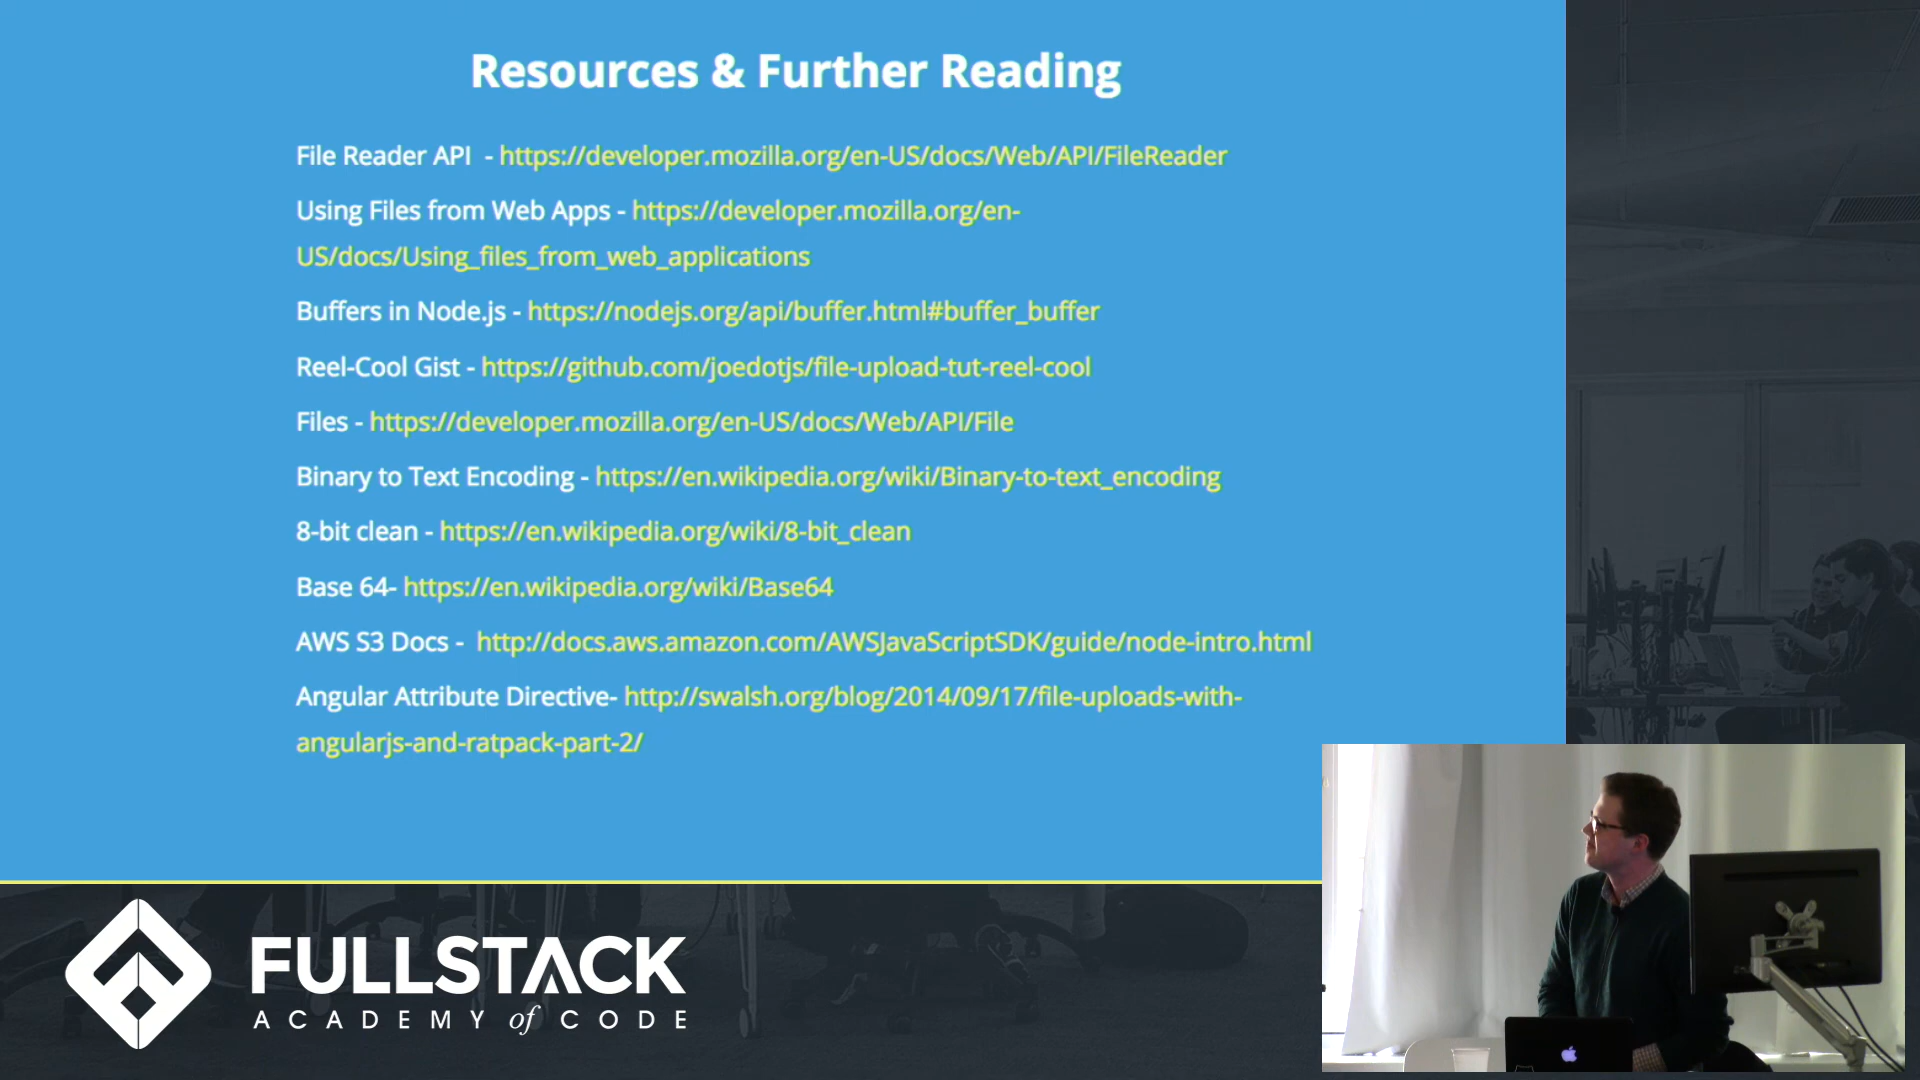 Resources & Further Reading
File Reader API - https://developer.mozilla.org/en-US/docs/Web/API/FileReader
Using Files from Web Apps - https://developer.mozilla.org/en-
US/docs/Using_files_from_web_applications
Buffers in Node.js - https://nodejs.org/api/buffer.html#buffer_buffer
Reel-Cool Gist - https://github.com/joedotjs/file-upload-tut-reel-cool
Files - https://developer.mozilla.org/en-US/docs/Web/API/File
Binary to Text Encoding - https://en.wikipedia.org/wiki/Binary-to-text_encoding
8-bit clean - https://en.wikipedia.org/wiki/8-bit_clean
Base 64- https://en.wikipedia.org/wiki/Base64
AWS S3 Docs - http://docs.aws.amazon.com/AWSJavaScriptSDK/guide/node-intro.html
Angular Attribute Directive- http://swalsh.org/blog/2014/09/17/file-uploads-with-
angularjs-and-ratpack-part-2/
FULLSTACK
ACADEMY of CODE